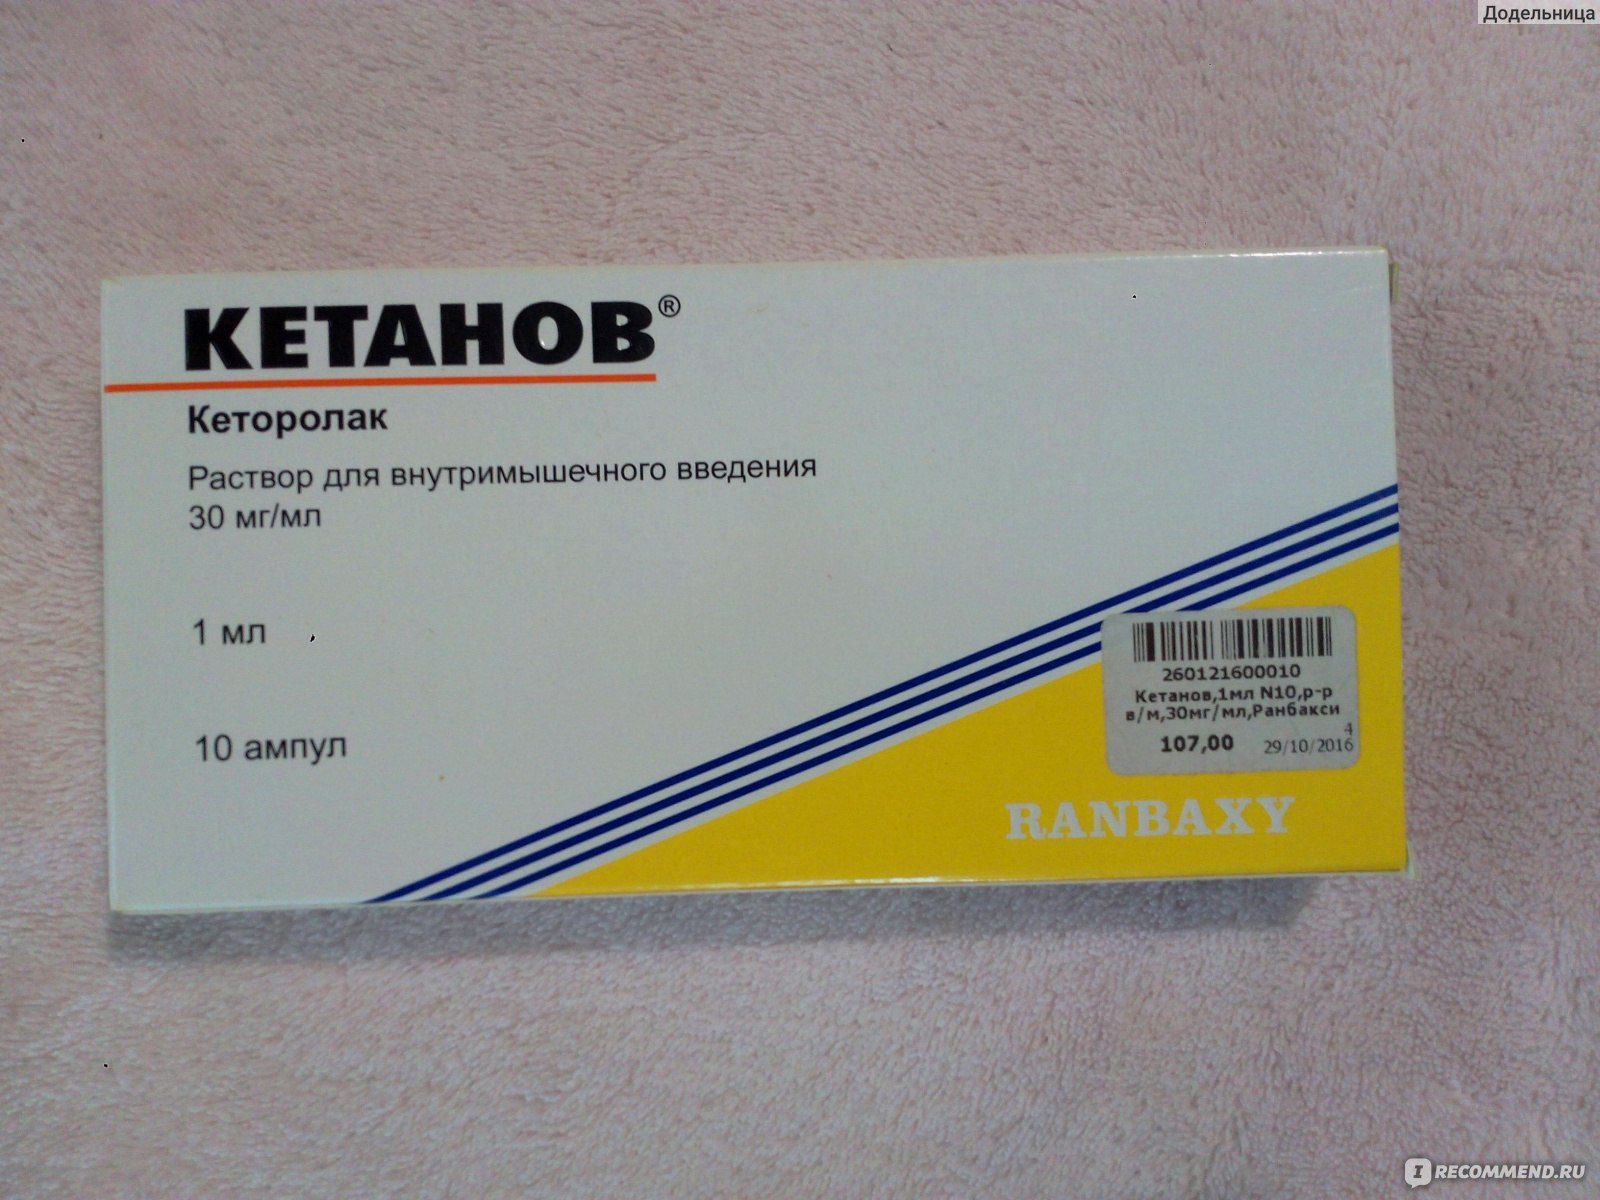 Додельница
КЕТАНОВ®
Кеторолак
Раствор для внутримышечного введения
30 мг/мл
1 мл
10 ампул
260121600010
Кетанов,1мл N10,р-р
в/м,30мг/мл,Ранбакси
4
107,00 29/10/2016
RANBAXY
IRECOMMEND.RU